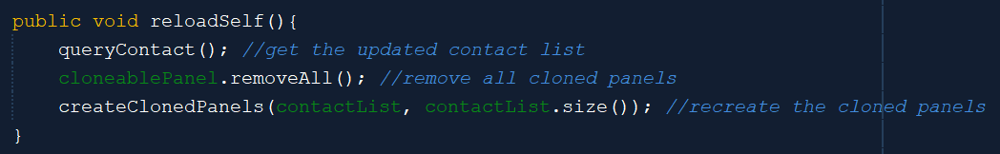 public void reloadSelf(){
queryContact(); //get the updated contact list
cloneablePanel.removeAll(); //remove all cloned panels
createClonedPanels(contactList, contactList.size()); //recreate the cloned panels
}